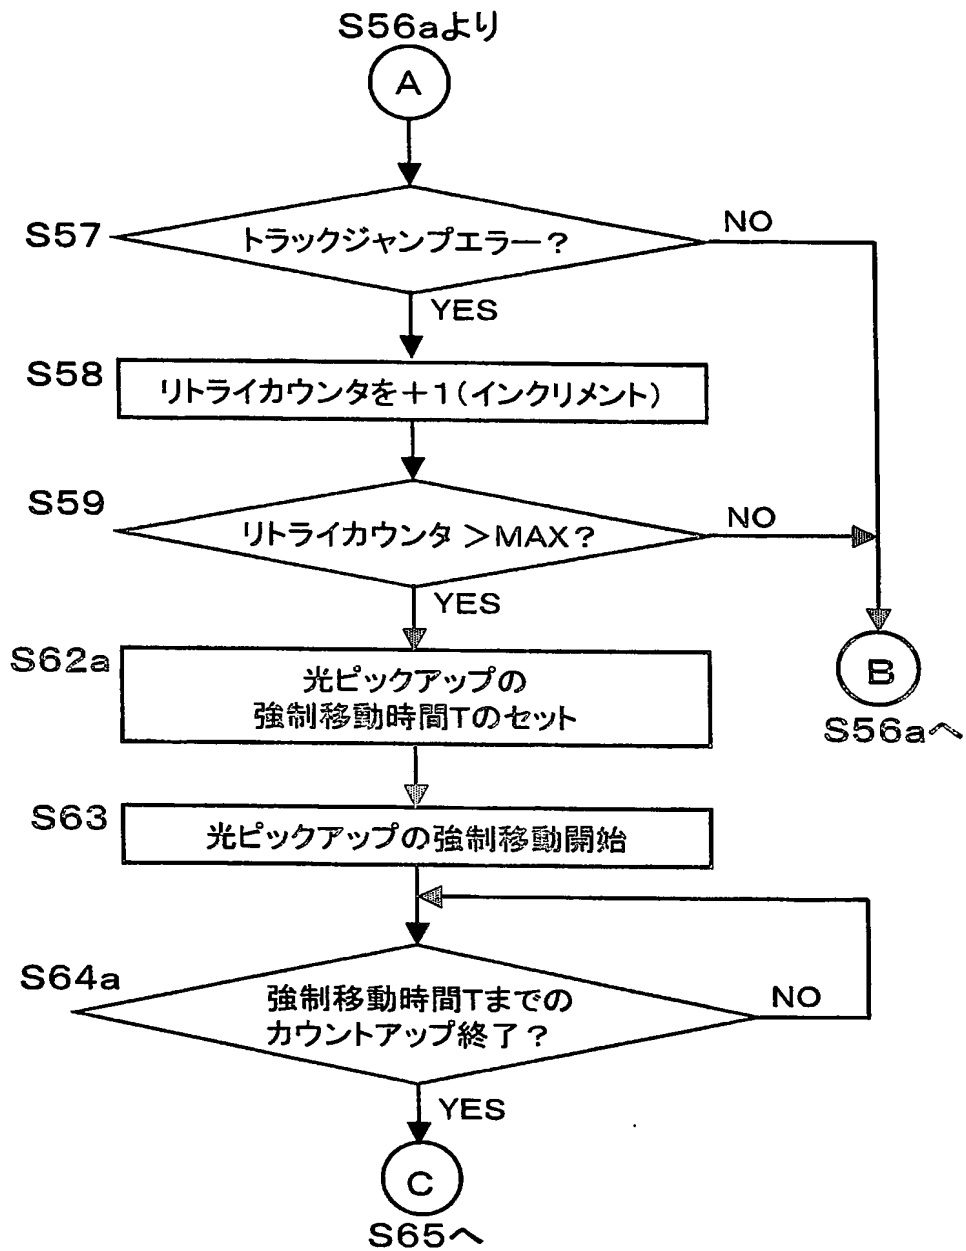 S56aより
A
S57
トラックジャンプエラー？
NO
YES
S58
リトライカウンタを＋1（インクリメント）
S59
リトライカウンタ ＞MAX？
NO
YES
S62a
光ピックアップの
強制移動時間Tのセット
B
S56aへ
S63
光ピックアップの強制移動開始
S64a
強制移動時間Tまでの
カウントアップ終了？
NO
YES
C
S65へ